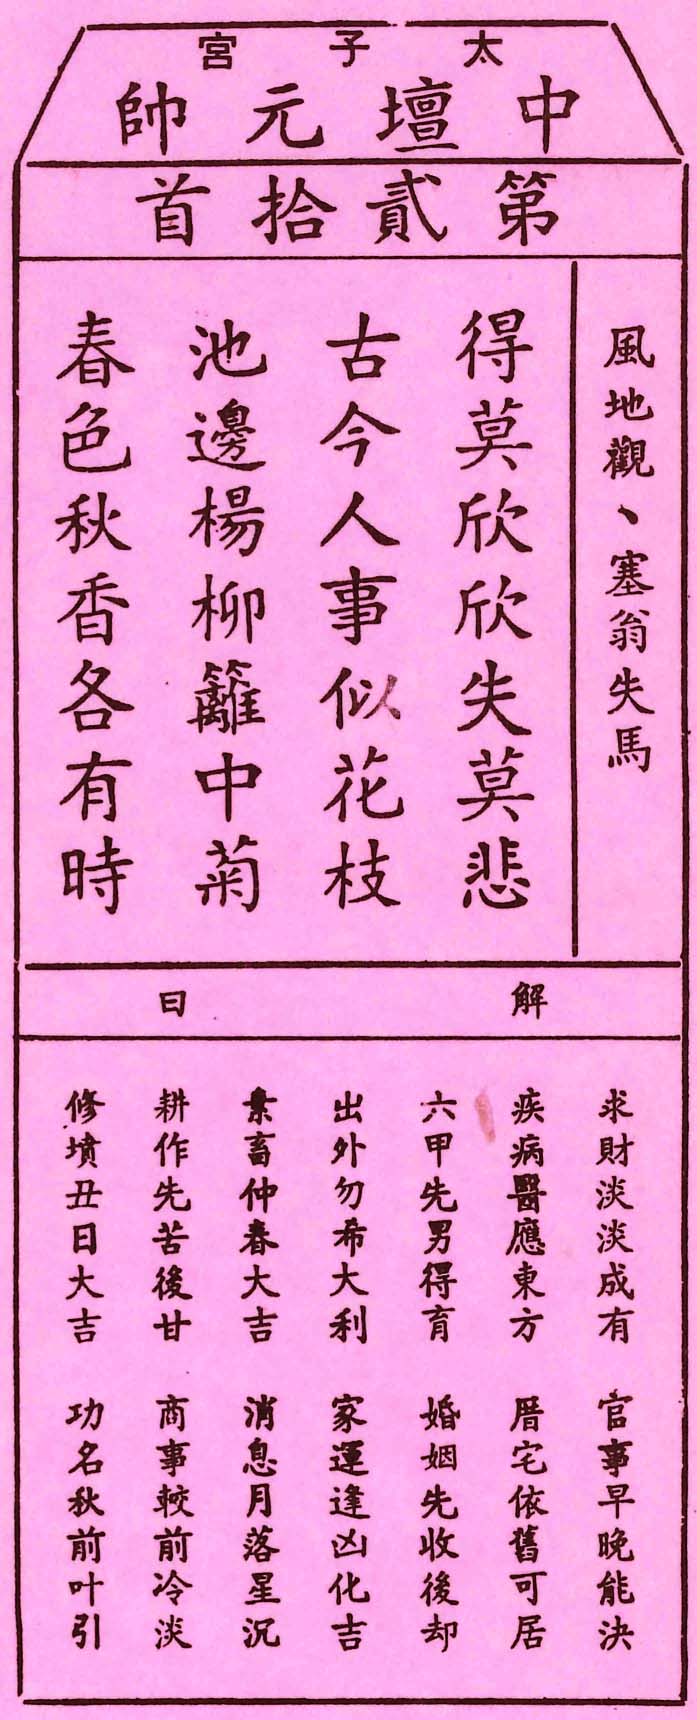 太子宮
中壇元帥
第貳拾首
風地觀、塞翁失馬
得莫欣欣失莫悲
古今人事似花枝
池邊楊柳籬中菊
春色秋香各有時
解曰
求財淡淡成有 官事早晚能決
疾病醫應東方 厝宅依舊可居
六甲先男得育 婚姻先收後却
出外勿希大利 家運逢凶化吉
枲畜仲春大吉 消息月落星沉
耕作先苦後甘 商事較前冷淡
修墳丑日大吉 功名秋前叶引